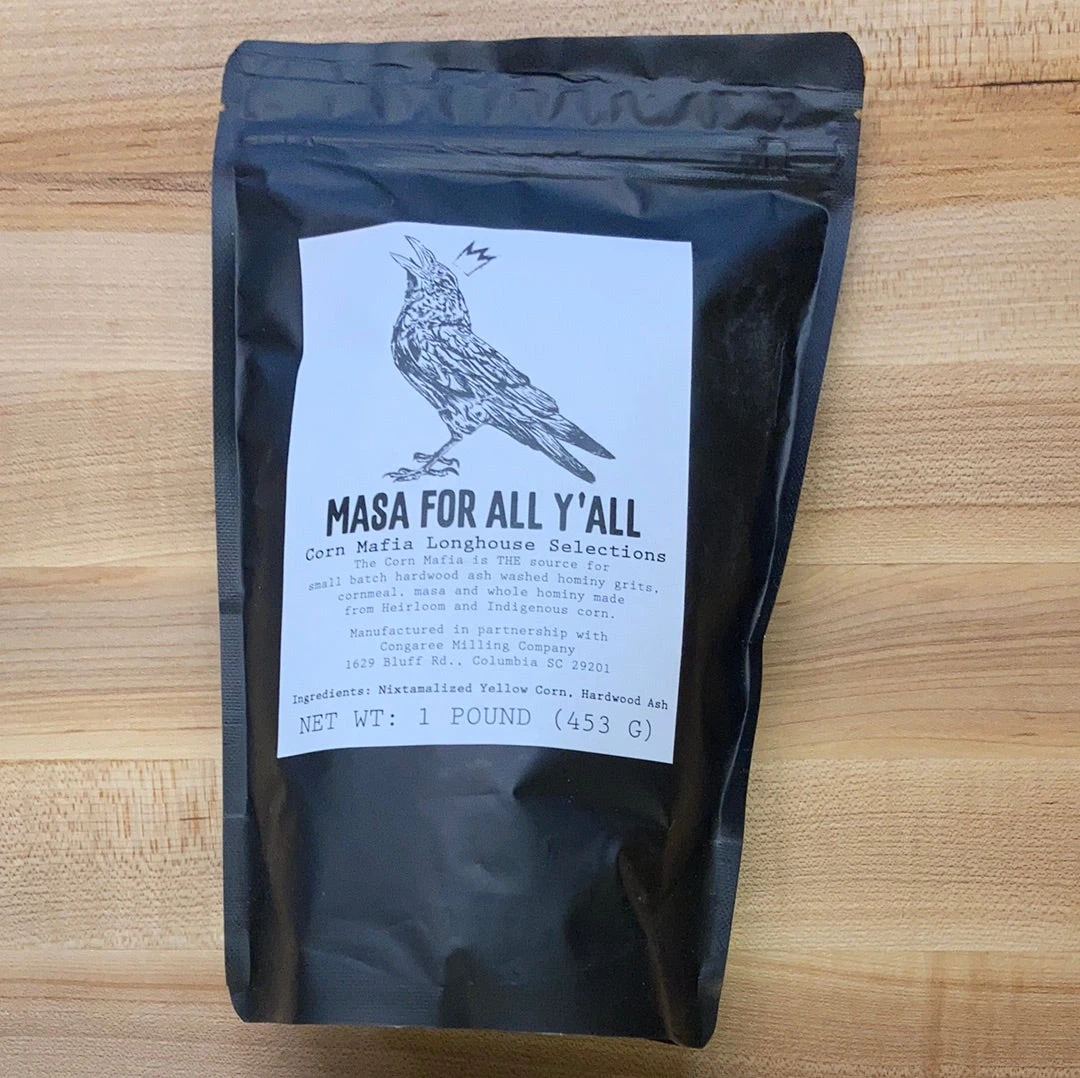 MASA FOR ALL Y'ALL
Corn Mafia Longhouse Selections
The Corn Mafia is THE source for
small batch hardwood ash washed hominy grits,
cornmeal, masa and whole hominy made
from Heirloom and Indigenous corn.
Manufactured in partnership with
Congaree Milling Company
1629 Bluff Rd., Columbia SC 29201
Ingredients: Nixtamalized Yellow Corn, Hardwood Ash
NET WT: 1 POUND (453 G)